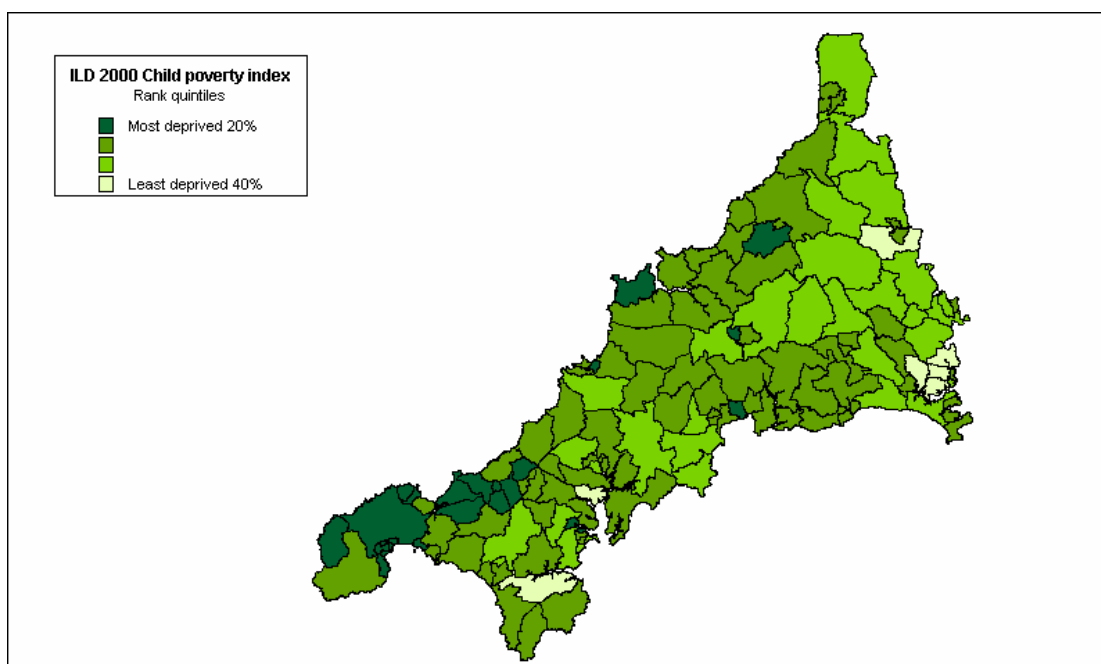 ILD 2000 Child poverty index
Rank quintiles
Most deprived 20%
Least deprived 40%